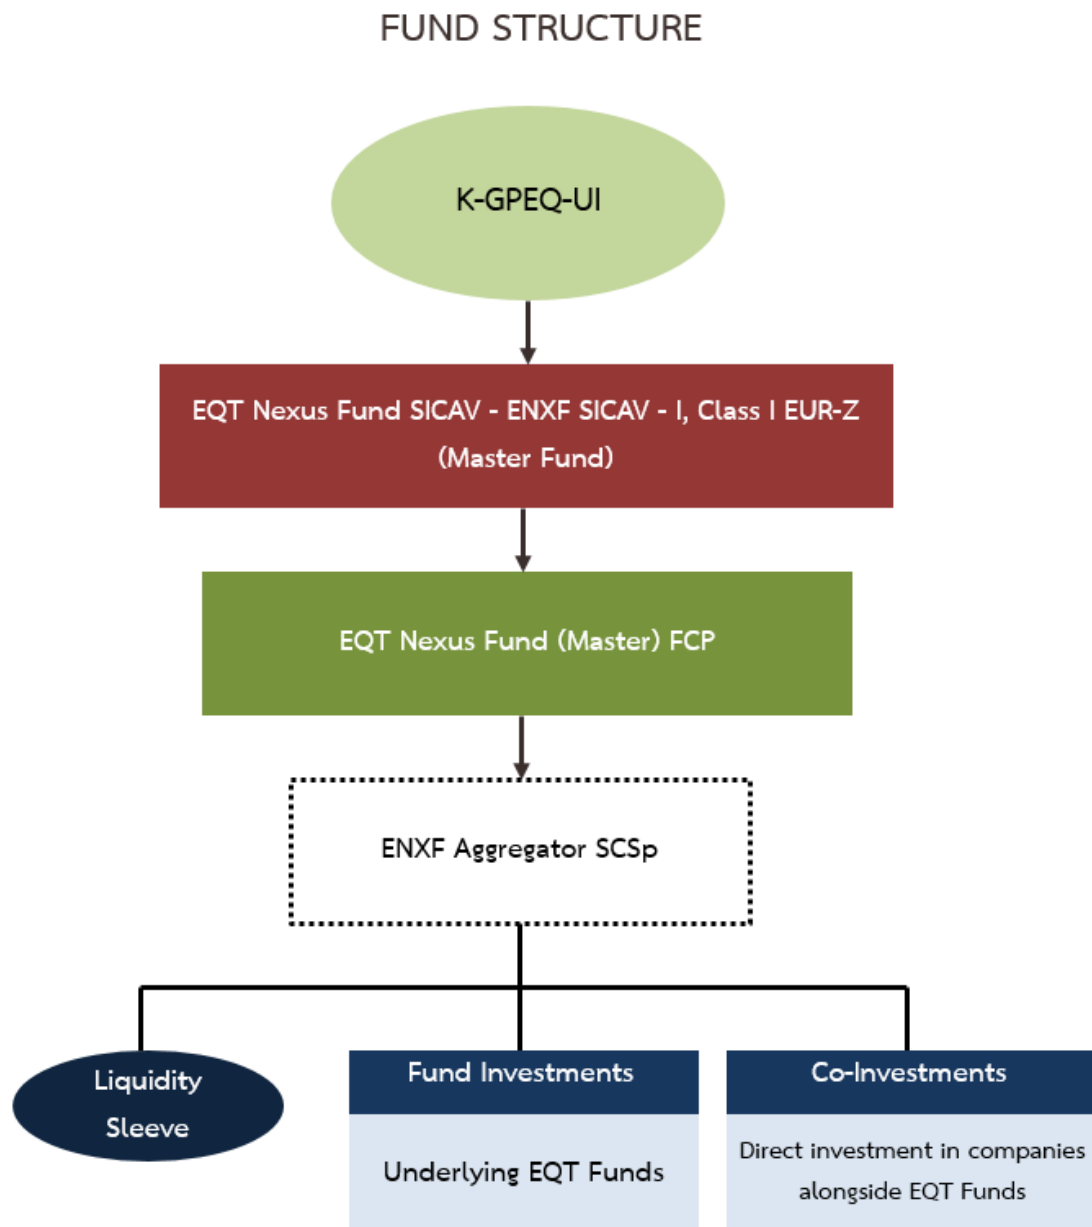 FUND STRUCTURE
K-GPEQ-UI
EQT Nexus Fund SICAV - ENXF SICAV - I, Class I EUR-Z
(Master Fund)
EQT Nexus Fund (Master) FCP
ENXF Aggregator SCSp
Liquidity
Sleeve
Fund Investments
Underlying EQT Funds
Co-Investments
Direct investment in companies
alongside EQT Funds